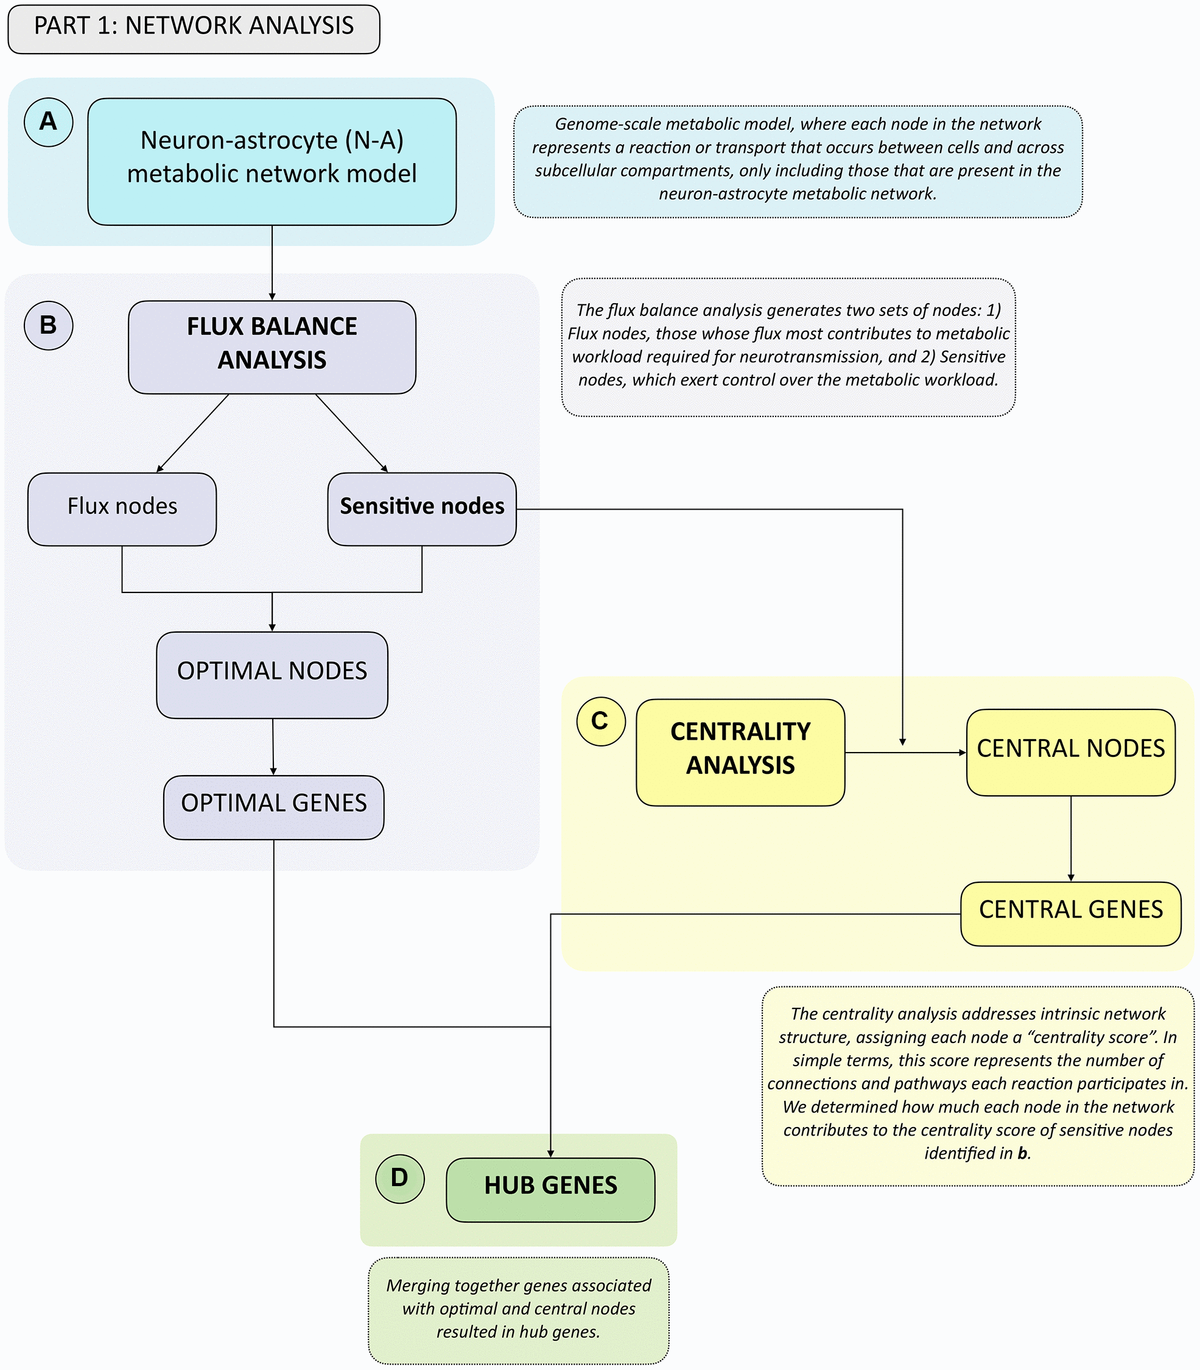 PART 1: NETWORK ANALYSIS
A
Neuron-astrocyte (N-A)
metabolic network model
Genome-scale metabolic model, where each node in the network
represents a reaction or transport that occurs between cells and across
subcellular compartments, only including those that are present in the
neuron-astrocyte metabolic network.
B
FLUX BALANCE
ANALYSIS
The flux balance analysis generates two sets of nodes: 1)
Flux nodes, those whose flux most contributes to metabolic
workload required for neurotransmission, and 2) Sensitive
nodes, which exert control over the metabolic workload.
Flux nodes
Sensitive nodes
OPTIMAL NODES
OPTIMAL GENES
C
CENTRALITY
ANALYSIS
CENTRAL NODES
CENTRAL GENES
The centrality analysis addresses intrinsic network
structure, assigning each node a “centrality score”. In
simple terms, this score represents the number of
connections and pathways each reaction participates in.
We determined how much each node in the network
contributes to the centrality score of sensitive nodes
identified in b.
D
HUB GENES
Merging together genes associated
with optimal and central nodes
resulted in hub genes.